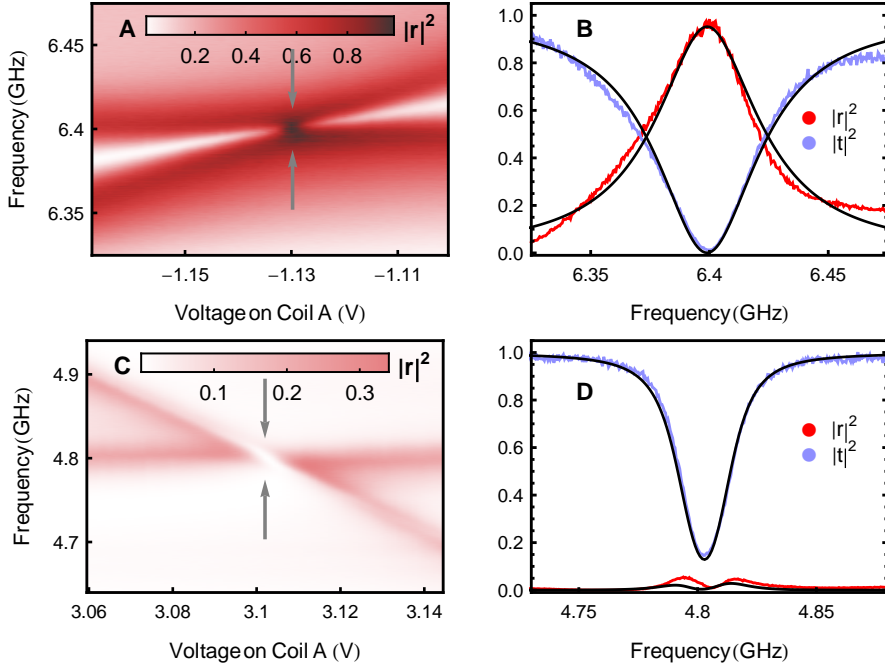 A
|r|²
0.2 0.4 0.6 0.8
6.45
6.4
6.35
Frequency (GHz)
−1.15 −1.13 −1.11
Voltage on Coil A (V)
B
1.0
0.8
0.6
0.4
0.2
0.0
|r|²
|t|²
6.35 6.4 6.45
Frequency (GHz)
C
|r|²
0.1 0.2 0.3
4.9
4.8
4.7
Frequency (GHz)
3.06 3.08 3.1 3.12 3.14
Voltage on Coil A (V)
D
1.0
0.8
0.6
0.4
0.2
0.0
|r|²
|t|²
4.75 4.8 4.85
Frequency (GHz)